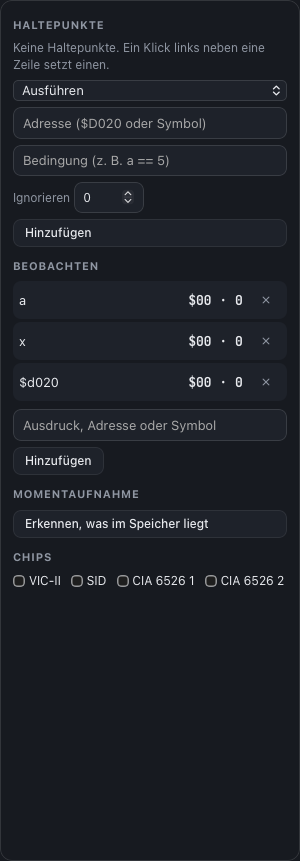 HALTEPUNKTE
Keine Haltepunkte. Ein Klick links neben eine
Zeile setzt einen.
Ausführen
Adresse ($D020 oder Symbol)
Bedingung (z. B. a == 5)
Ignorieren 0
Hinzufügen
BEOBACHTEN
a $00 · 0 ×
x $00 · 0 ×
$d020 $00 · 0 ×
Ausdruck, Adresse oder Symbol
Hinzufügen
MOMENTAUFNAHME
Erkennen, was im Speicher liegt
CHIPS
VIC-II SID CIA 6526 1 CIA 6526 2